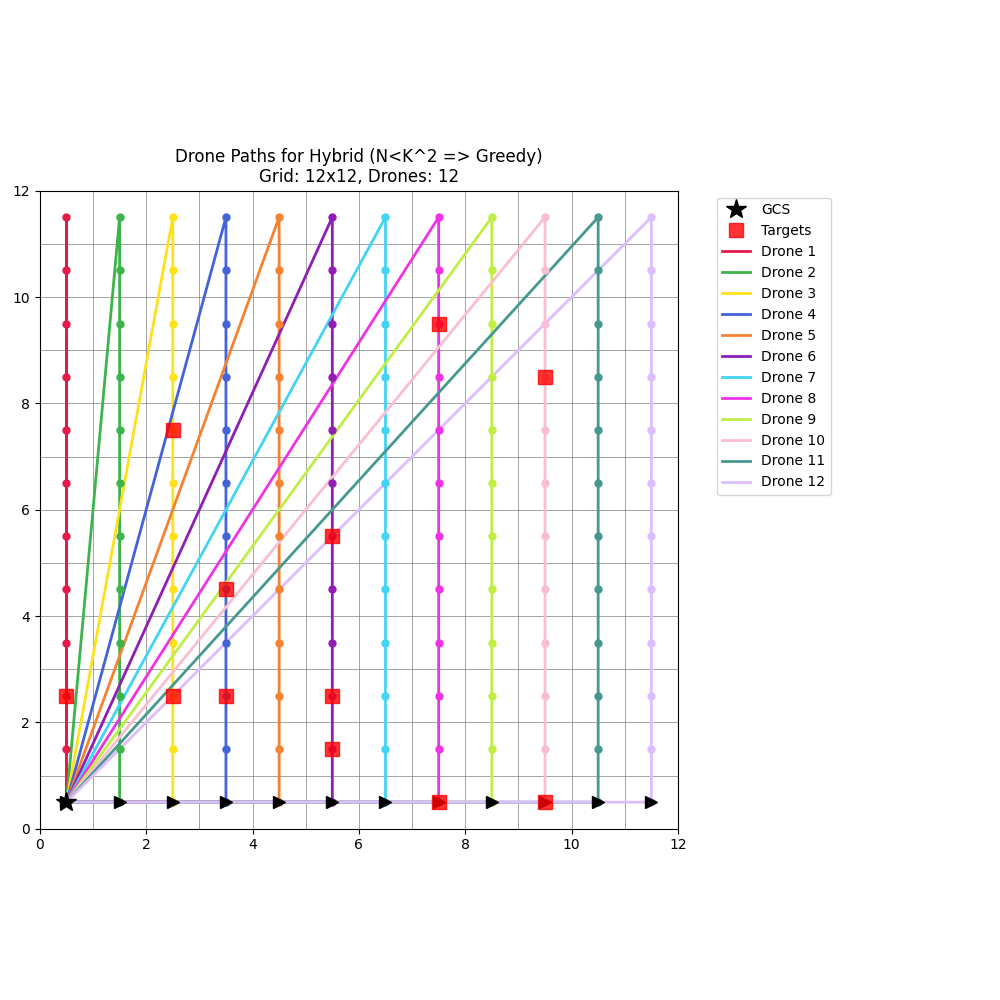 Drone Paths for Hybrid (N<K^2 => Greedy)
Grid: 12x12, Drones: 12
12
10
8
6
4
2
0
0 2 4 6 8 10 12
GCS
Targets
Drone 1
Drone 2
Drone 3
Drone 4
Drone 5
Drone 6
Drone 7
Drone 8
Drone 9
Drone 10
Drone 11
Drone 12